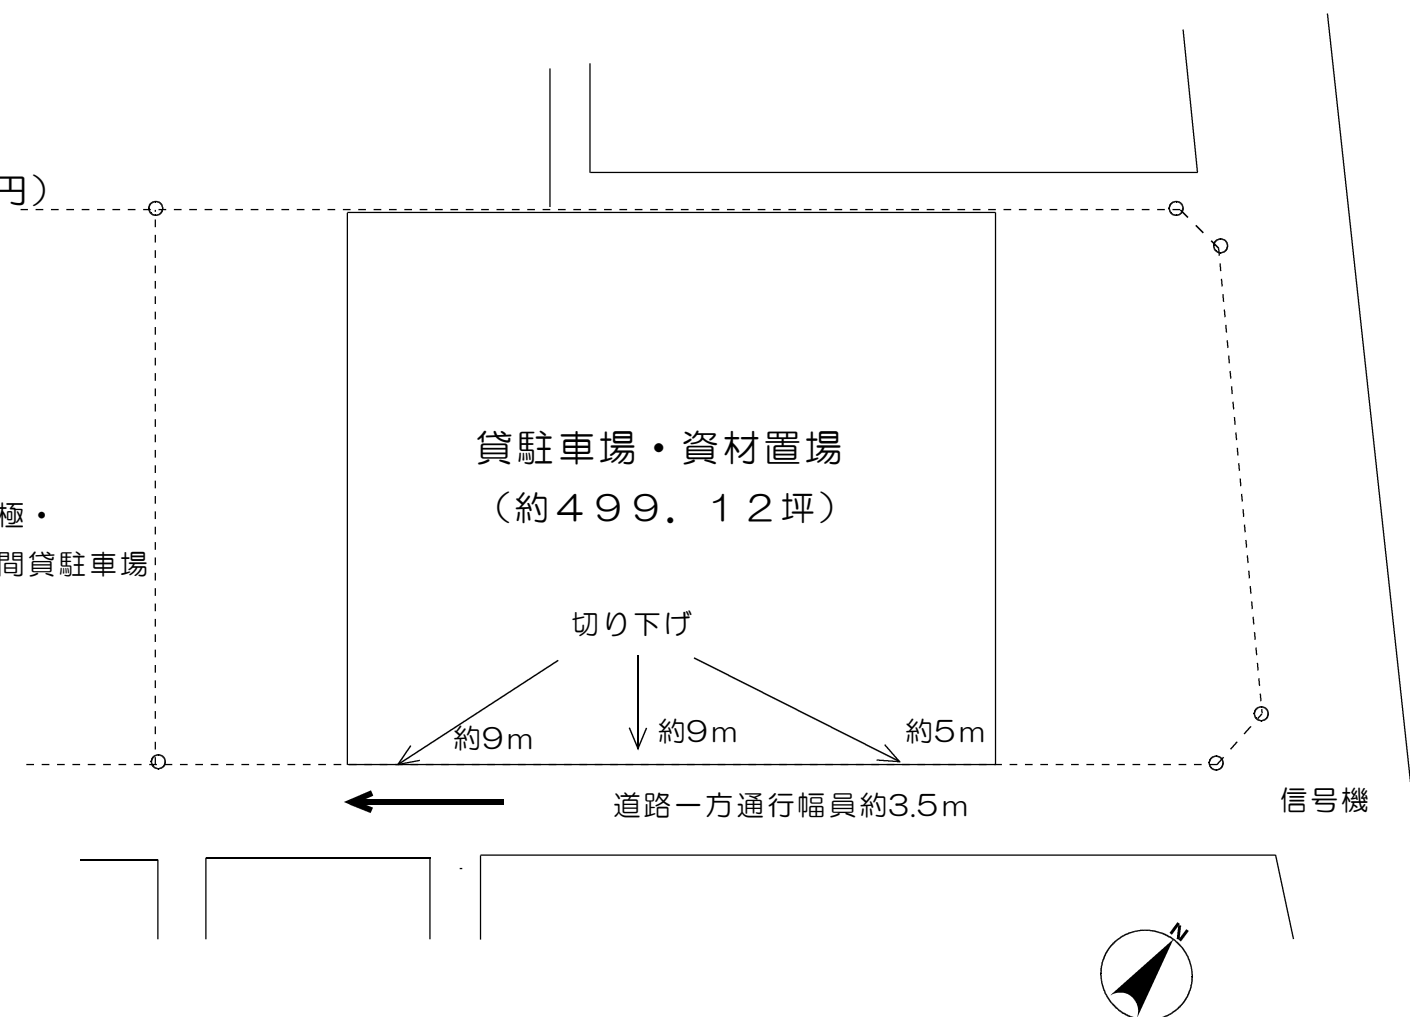 円）
貸駐車場・資材置場
（約４９９．１２坪）
極・
間貸駐車場
切り下げ
約9m
約9m
約5m
道路一方通行幅員約3.5m
信号機
N